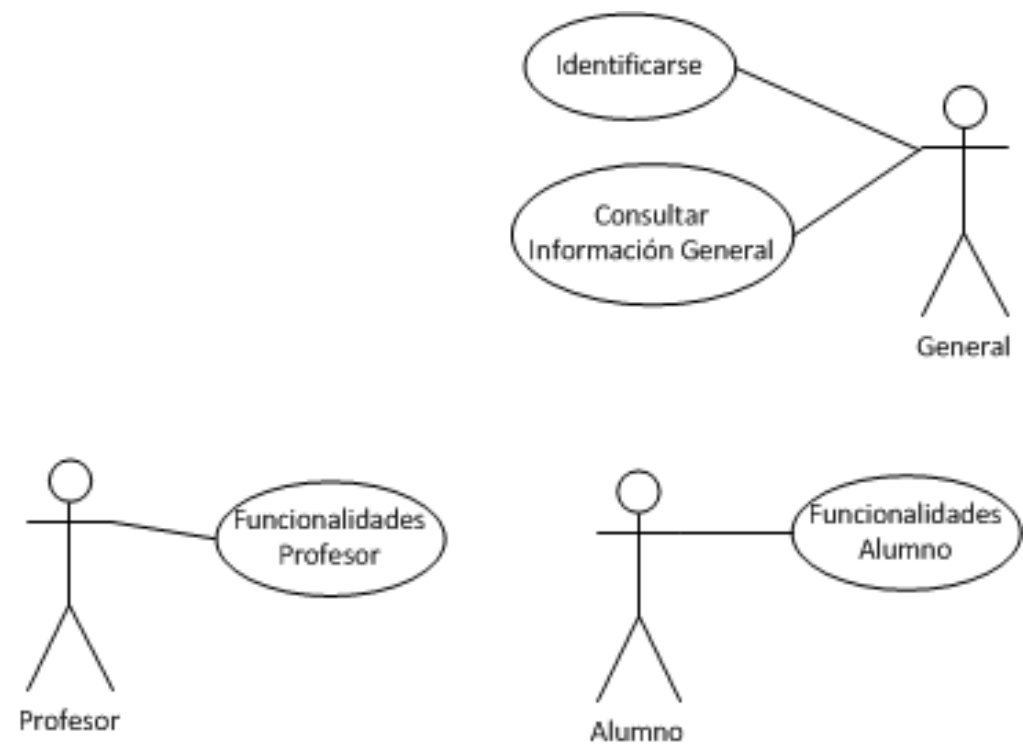 Identificarse
Consultar
Información General
General
Funcionalidades
Profesor
Profesor
Funcionalidades
Alumno
Alumno